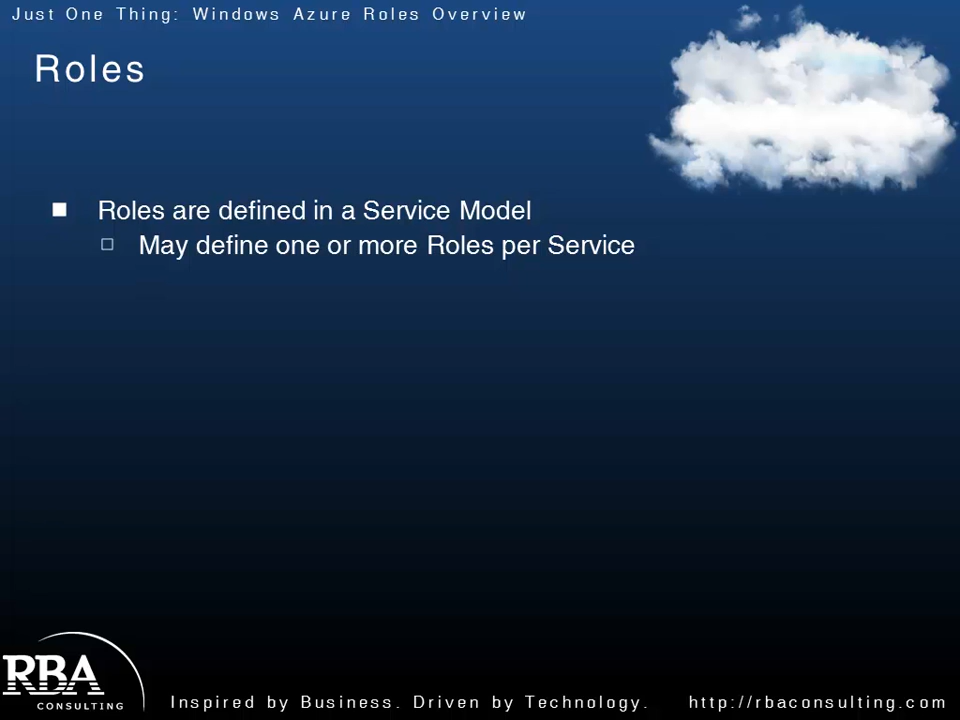 Just One Thing: Windows Azure Roles Overview
Roles
Roles are defined in a Service Model
May define one or more Roles per Service
RBA
CONSULTING
Inspired by Business. Driven by Technology. http://rbaconsulting.com